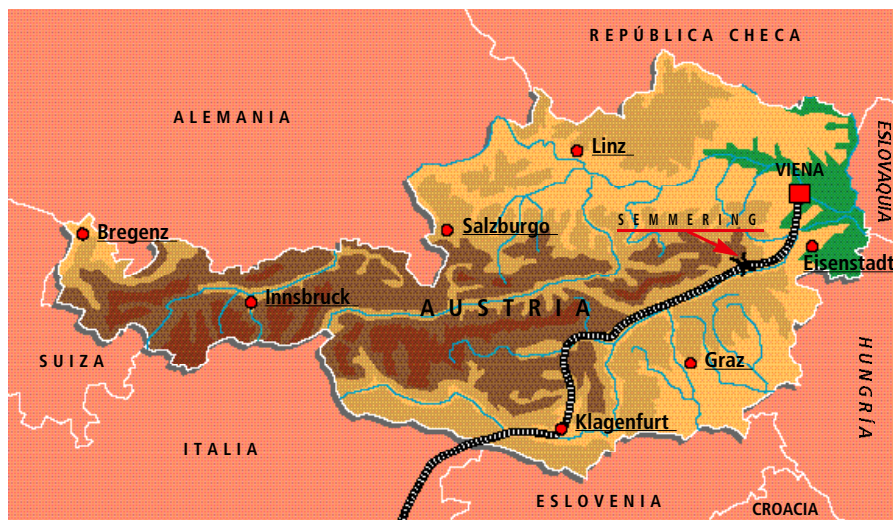 REPÚBLICA CHECA
ALEMANIA
ESLOVAQUIA
Linz
VIENA
SEMMERING
Bregenz
Salzburgo
Eisenstadt
Innsbruck
AUSTRIA
SUIZA
Graz
HUNGRÍA
Klagenfurt
ITALIA
ESLOVENIA
CROACIA